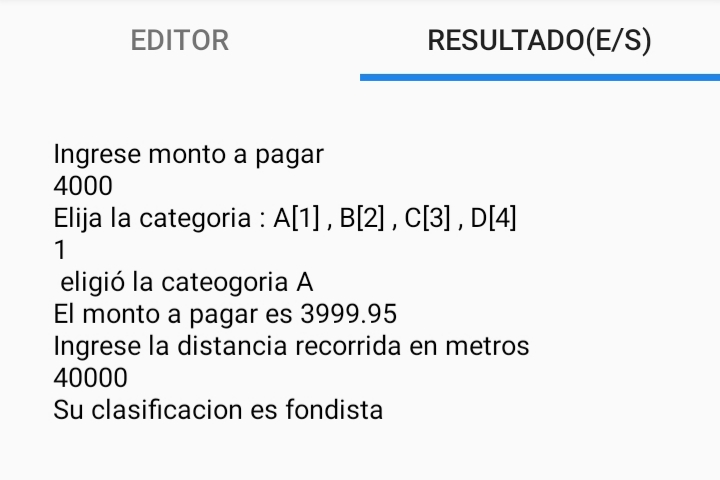 EDITOR RESULTADO(E/S)
Ingrese monto a pagar
4000
Elija la categoria : A[1] , B[2] , C[3] , D[4]
1
eligió la cateogoria A
El monto a pagar es 3999.95
Ingrese la distancia recorrida en metros
40000
Su clasificacion es fondista